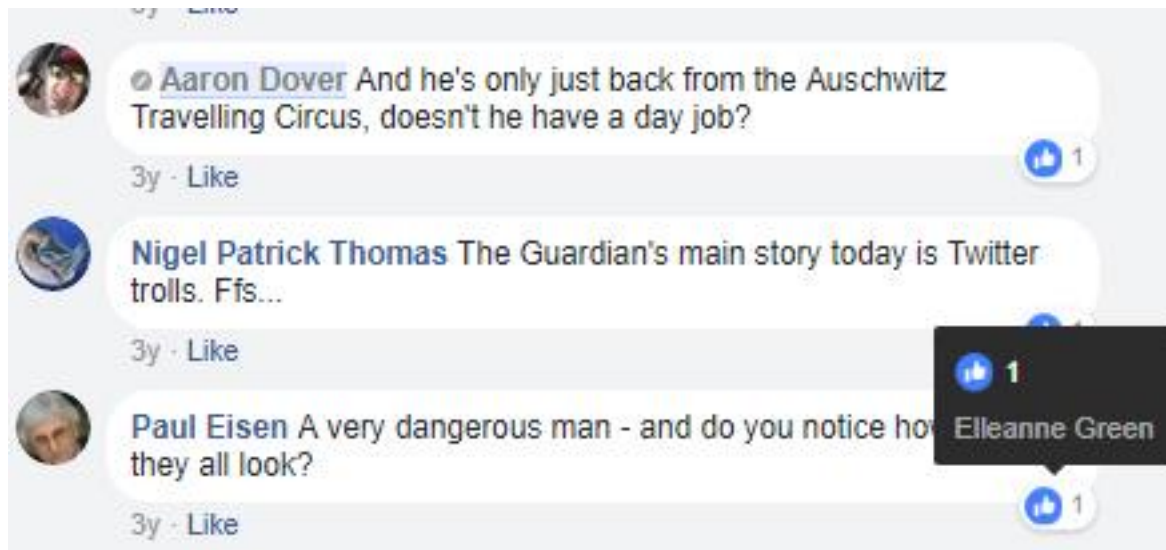 Aaron Dover And he's only just back from the Auschwitz
Travelling Circus, doesn't he have a day job?
1
3y · Like
Nigel Patrick Thomas The Guardian's main story today is Twitter
trolls. Ffs...
3y · Like
1
Paul Eisen A very dangerous man - and do you notice
Elleanne Green
they all look?
1
3y · Like